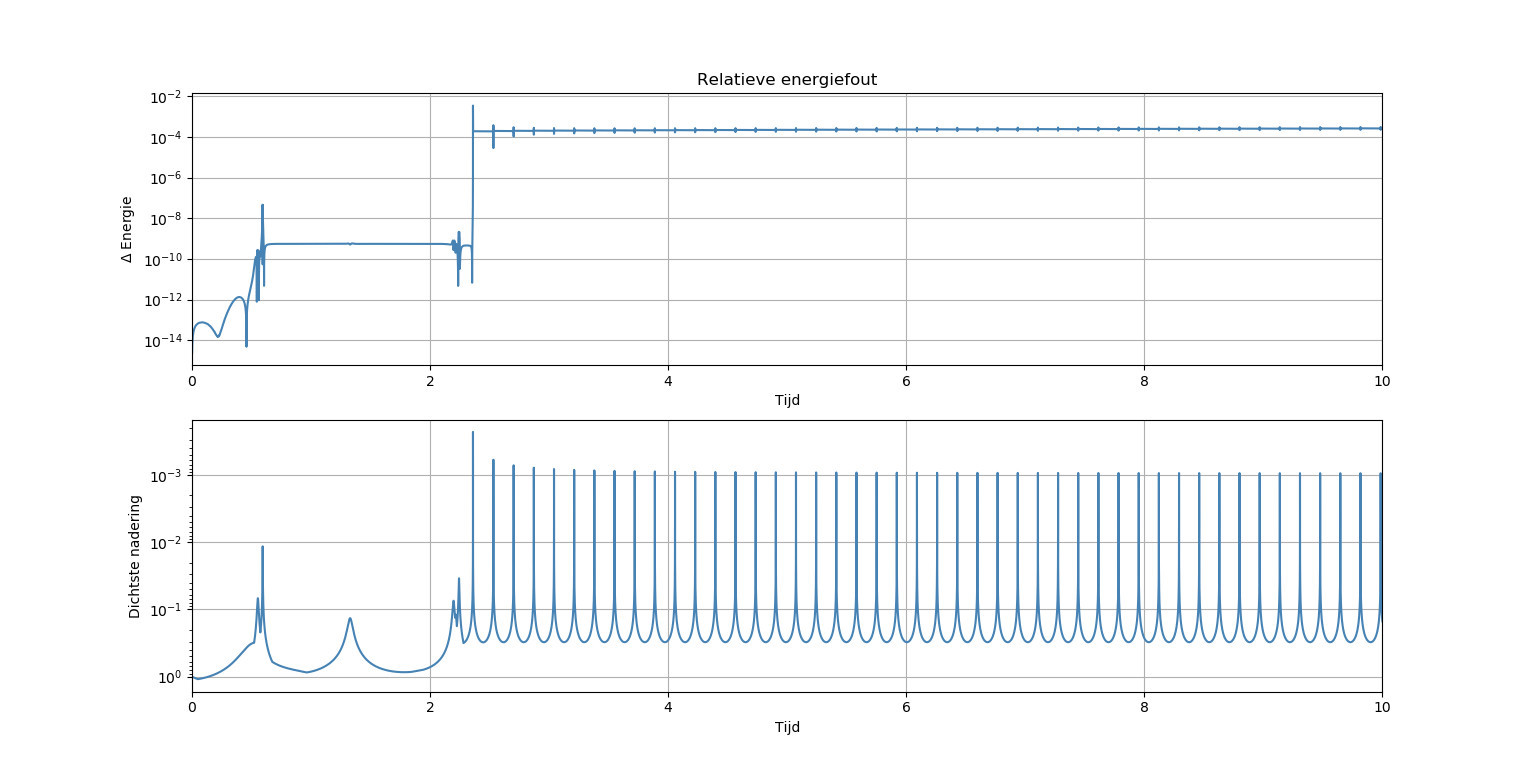 Relatieve energiefout
Δ Energie
10⁻²
10⁻⁴
10⁻⁶
10⁻⁸
10⁻¹⁰
10⁻¹²
10⁻¹⁴
0 2 4 6 8 10
Tijd
Dichtste nadering
10⁻³
10⁻²
10⁻¹
10⁰
0 2 4 6 8 10
Tijd